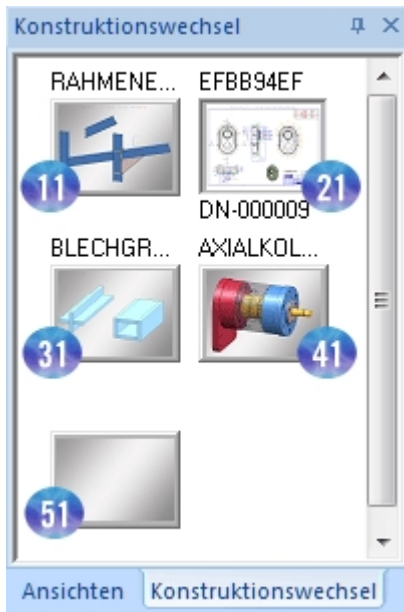 Konstruktionswechsel
RAHMENE... EFBB94EF
11 21
DN-000009
BLECHGR... AXIALKOL...
31 41
51
Ansichten Konstruktionswechsel